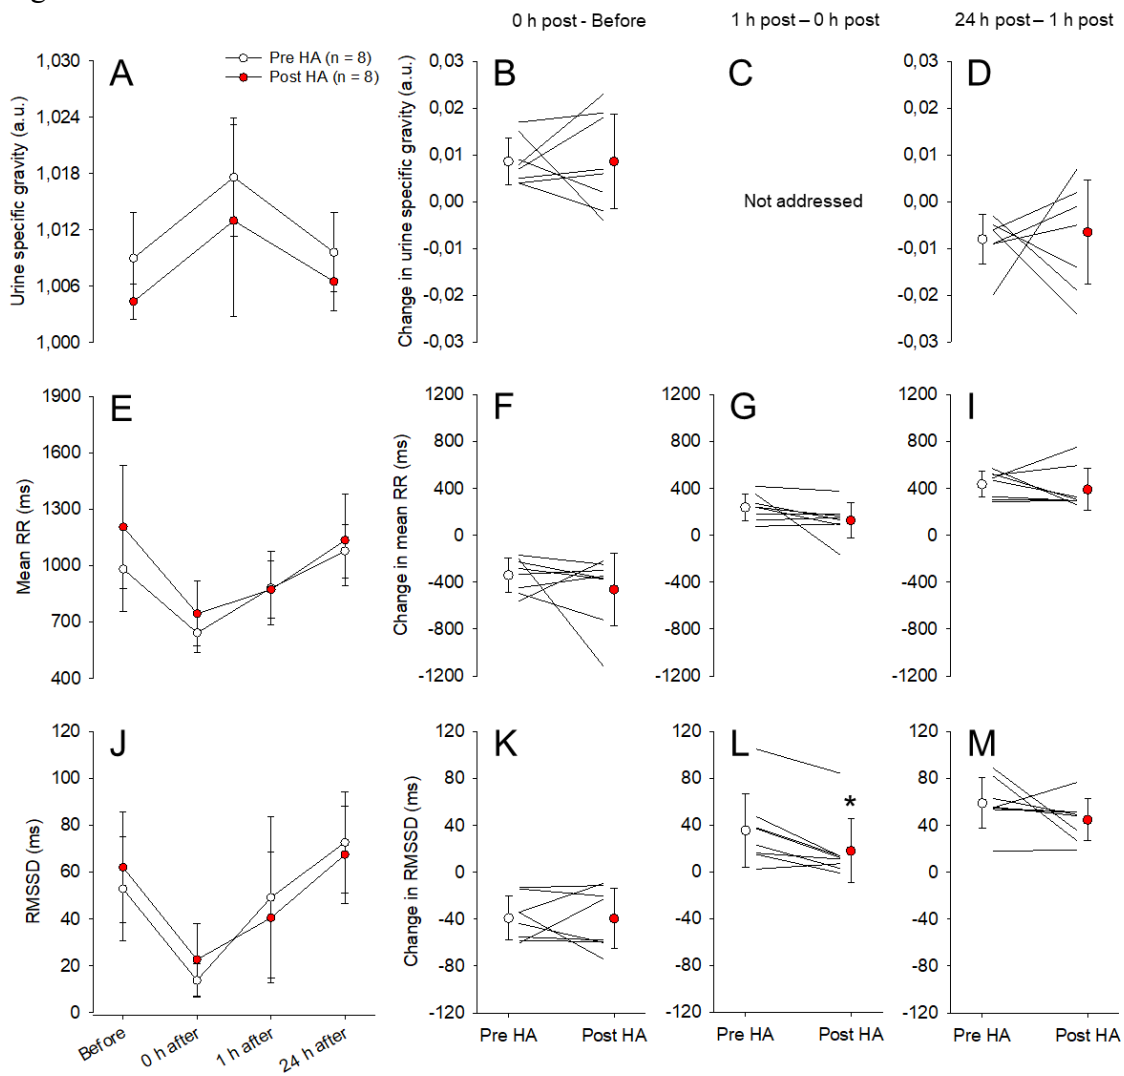 0 h post - Before
1 h post – 0 h post
24 h post – 1 h post
A
Pre HA (n = 8)
Post HA (n = 8)
Urine specific gravity (a.u.)
1,030
1,024
1,018
1,012
1,006
1,000
B
Change in urine specific gravity (a.u.)
0,03
0,02
0,01
0,00
-0,01
-0,02
-0,03
C
Not addressed
D
0,03
0,02
0,01
0,00
-0,01
-0,02
-0,03
E
Mean RR (ms)
1900
1600
1300
1000
700
400
F
Change in mean RR (ms)
1200
800
400
0
-400
-800
-1200
G
1200
800
400
0
-400
-800
-1200
I
1200
800
400
0
-400
-800
-1200
J
RMSSD (ms)
120
100
80
60
40
20
0
Before
0 h after
1 h after
24 h after
K
Change in RMSSD (ms)
120
80
40
0
-40
-80
-120
Pre HA
Post HA
L
*
120
80
40
0
-40
-80
-120
Pre HA
Post HA
M
120
80
40
0
-40
-80
-120
Pre HA
Post HA